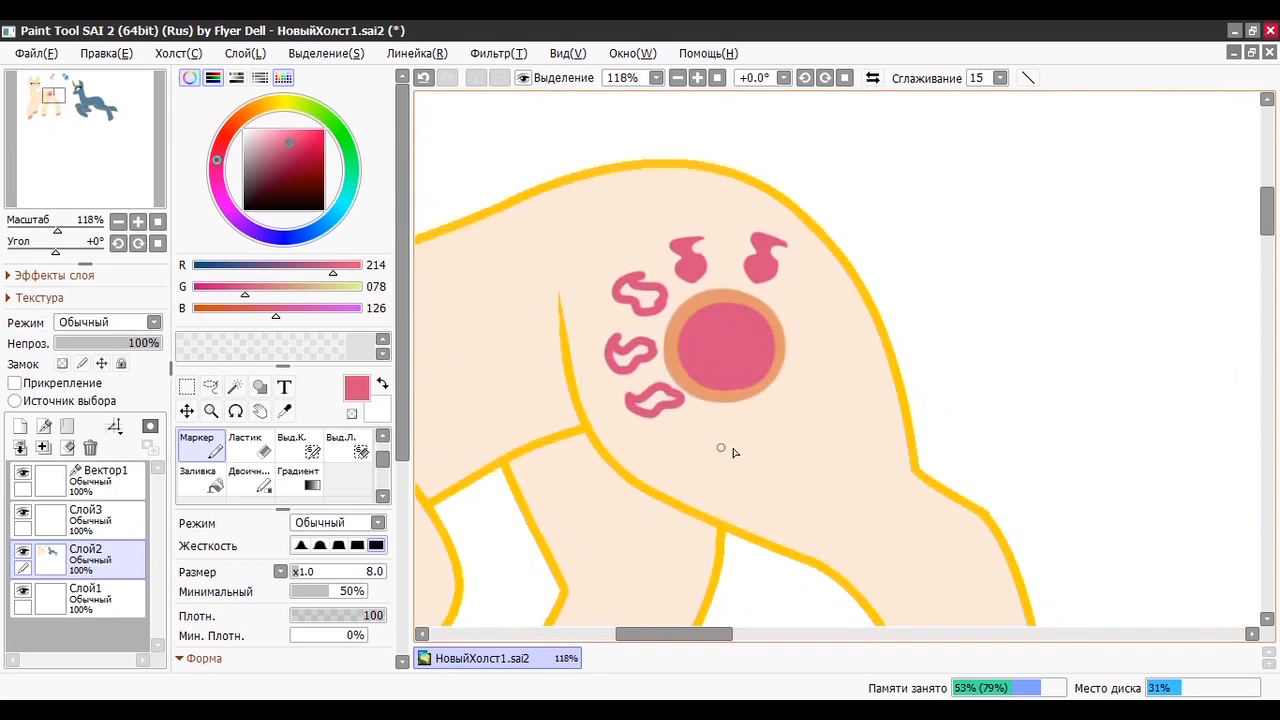 Paint Tool SAI 2 (64bit) (Rus) by Flyer Dell - НовыйХолст1.sai2 (*)
Файл(F) Правка(E) Холст(C) Слой(L) Выделение(S) Линейка(R) Фильтр(T) Вид(V) Окно(W) Помощь(H)
Выделение 118% +0.0° Сглаживание 15
Масштаб 118%
Угол +0°
Эффекты слоя
Текстура
Режим Обычный
Непроз. 100%
Замок
Прикрепление
Источник выбора
Вектор1
Обычный
100%
Слой3
Обычный
100%
Слой2
Обычный
100%
Слой1
Обычный
100%
R 214
G 078
B 126
T
Маркер Ластик Выд.К. Выд.Л.
Заливка Двоичн... Градиент
Режим Обычный
Жесткость
Размер x1.0 8.0
Минимальный 50%
Плотн. 100
Мин. Плотн. 0%
Форма
НовыйХолст1.sai2 118%
Памяти занято 53% (79%) Место диска 31%